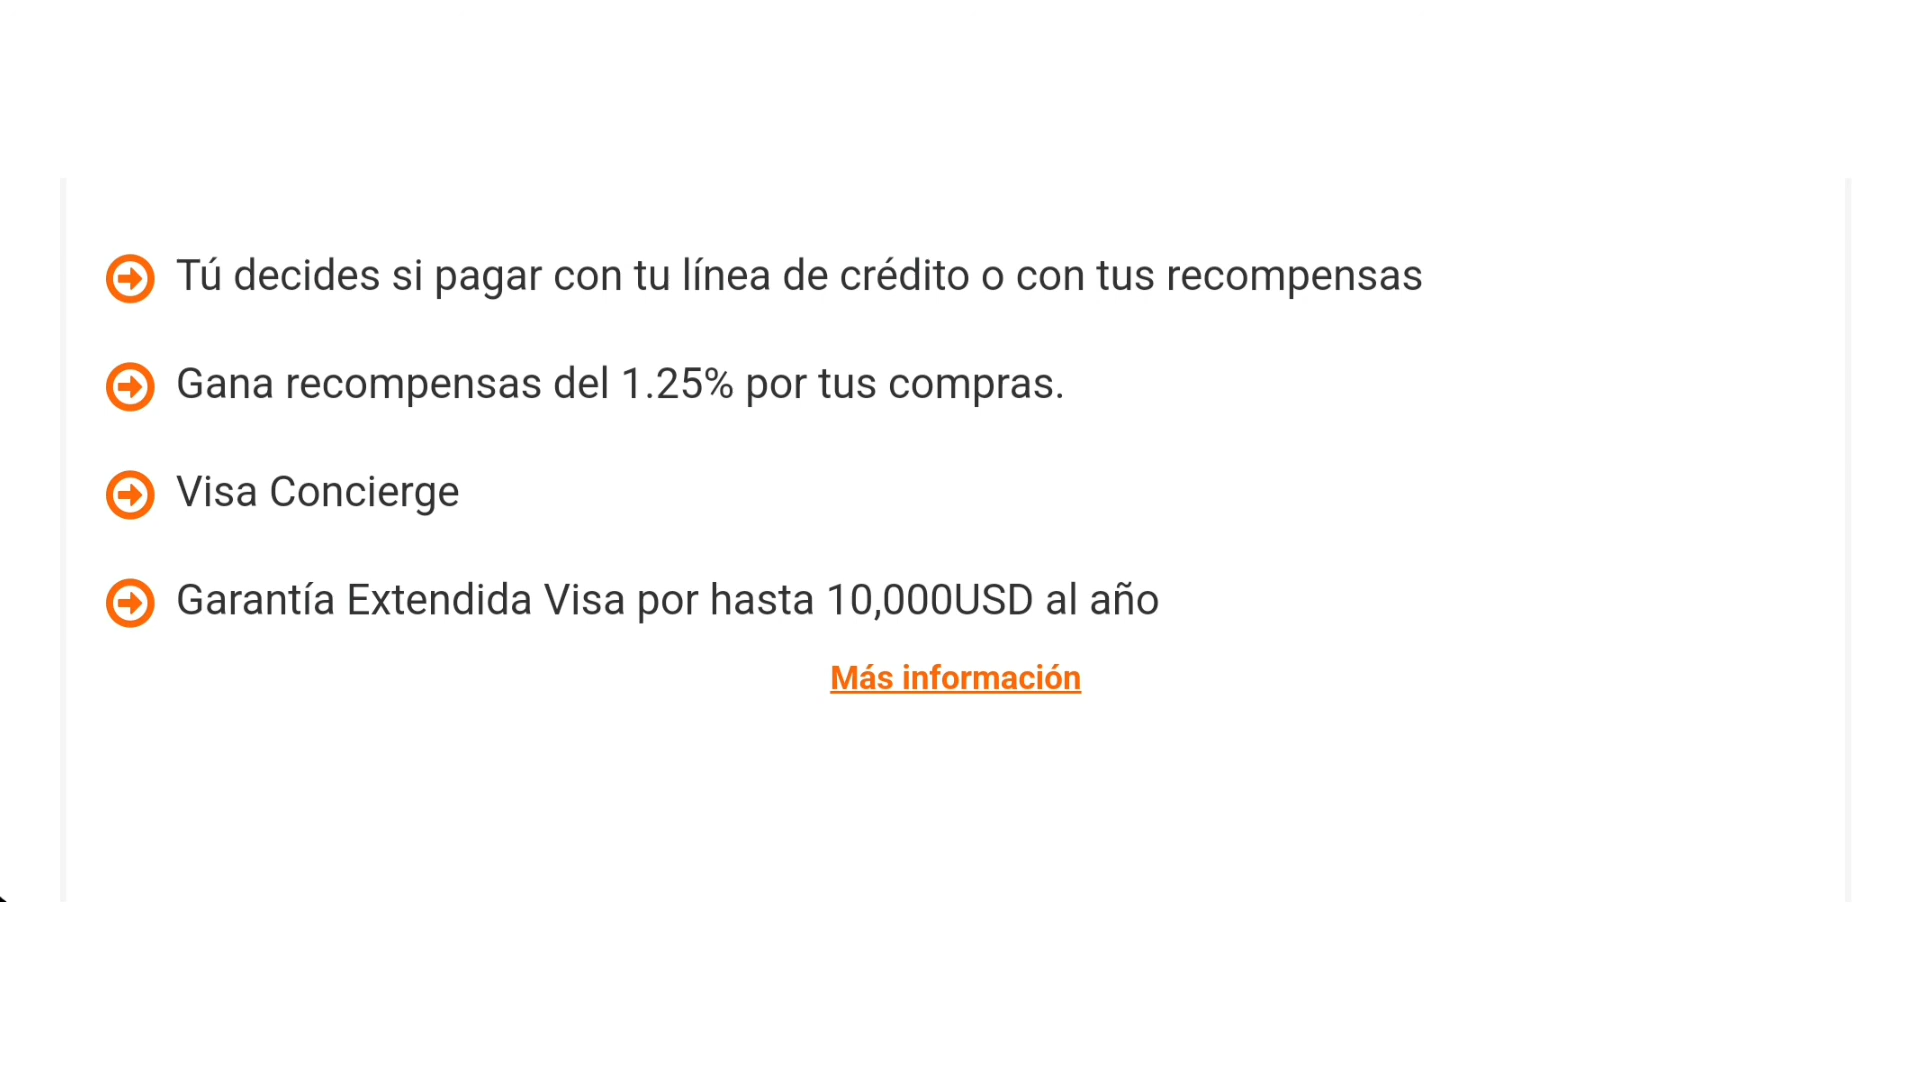 Tú decides si pagar con tu línea de crédito o con tus recompensas
Gana recompensas del 1.25% por tus compras.
Visa Concierge
Garantía Extendida Visa por hasta 10,000USD al año
Más información